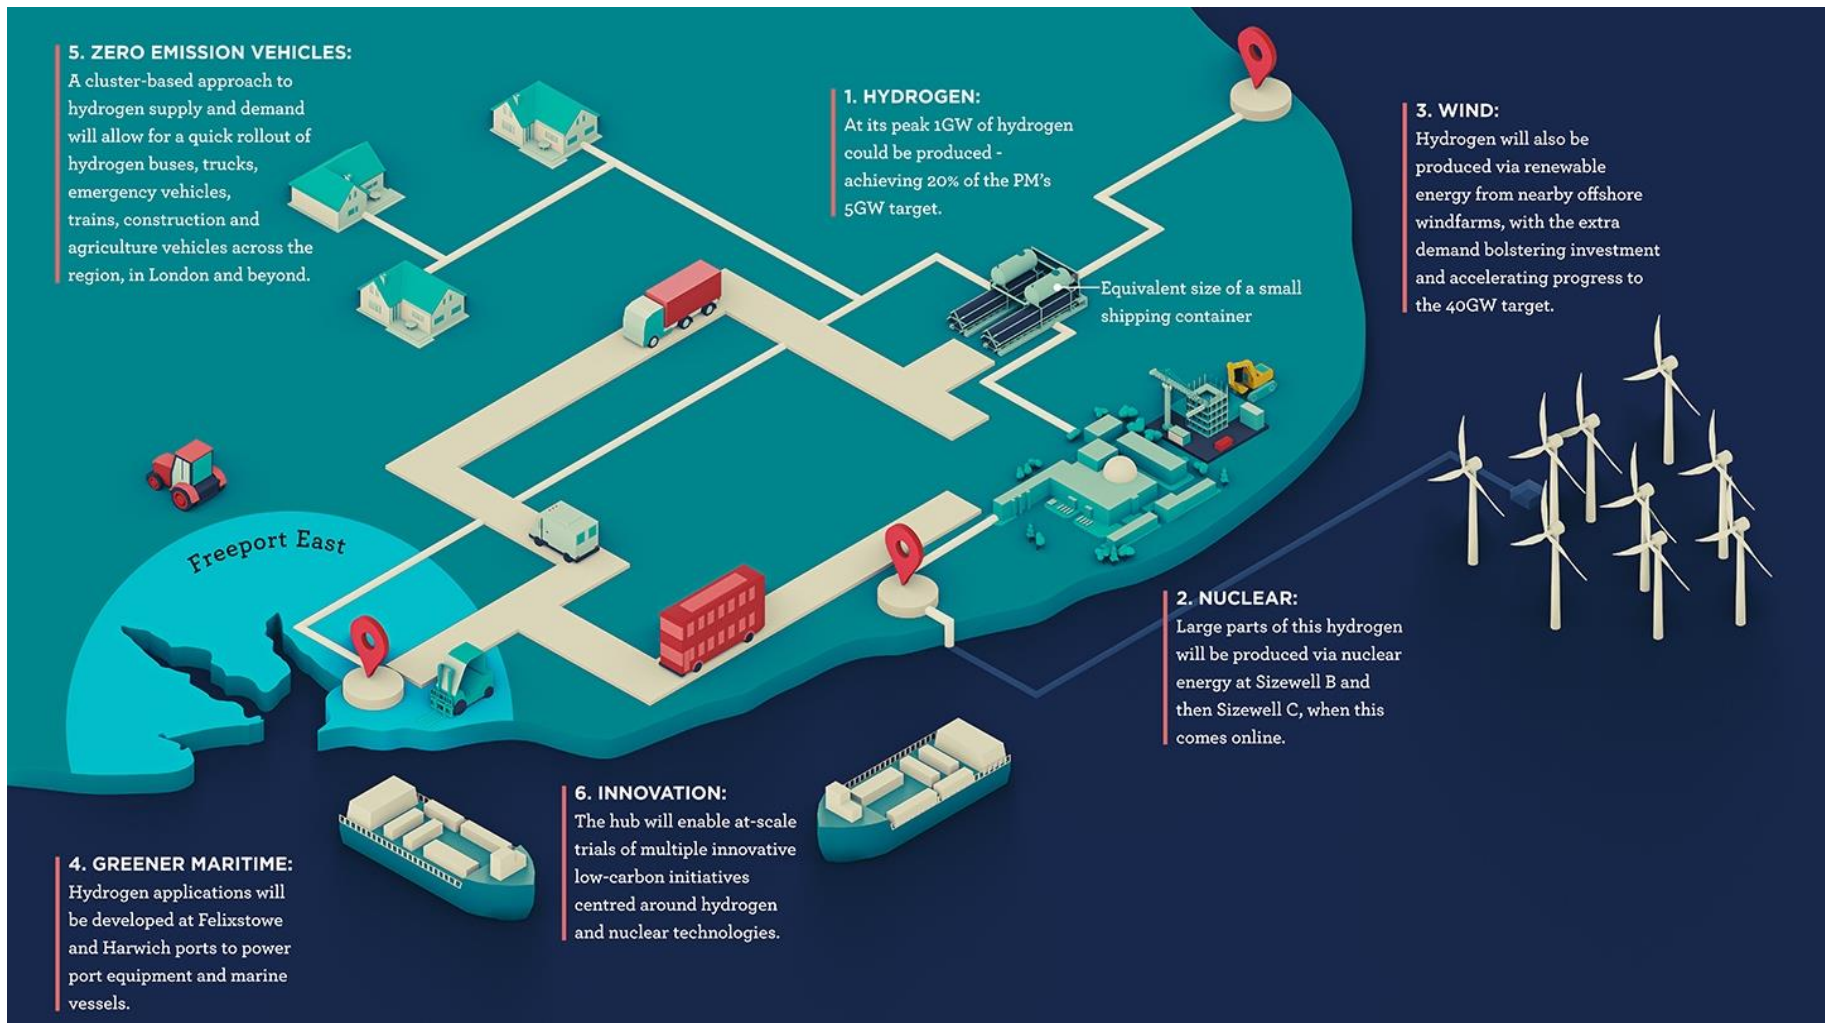 5. ZERO EMISSION VEHICLES:
A cluster-based approach to
hydrogen supply and demand
will allow for a quick rollout of
hydrogen buses, trucks,
emergency vehicles,
trains, construction and
agriculture vehicles across the
region, in London and beyond.
1. HYDROGEN:
At its peak 1GW of hydrogen
could be produced -
achieving 20% of the PM's
5GW target.
3. WIND:
Hydrogen will also be
produced via renewable
energy from nearby offshore
windfarms, with the extra
demand bolstering investment
and accelerating progress to
the 40GW target.
Equivalent size of a small
shipping container
Freeport East
2. NUCLEAR:
Large parts of this hydrogen
will be produced via nuclear
energy at Sizewell B and
then Sizewell C, when this
comes online.
6. INNOVATION:
The hub will enable at-scale
trials of multiple innovative
low-carbon initiatives
centred around hydrogen
and nuclear technologies.
4. GREENER MARITIME:
Hydrogen applications will
be developed at Felixstowe
and Harwich ports to power
port equipment and marine
vessels.